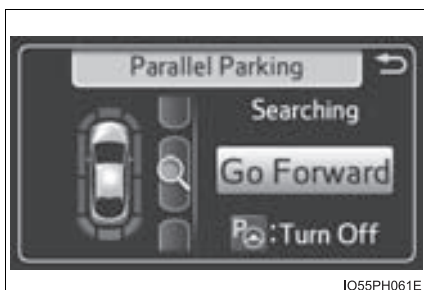 Parallel Parking
Searching
Go Forward
P:Turn Off
IO55PH061E